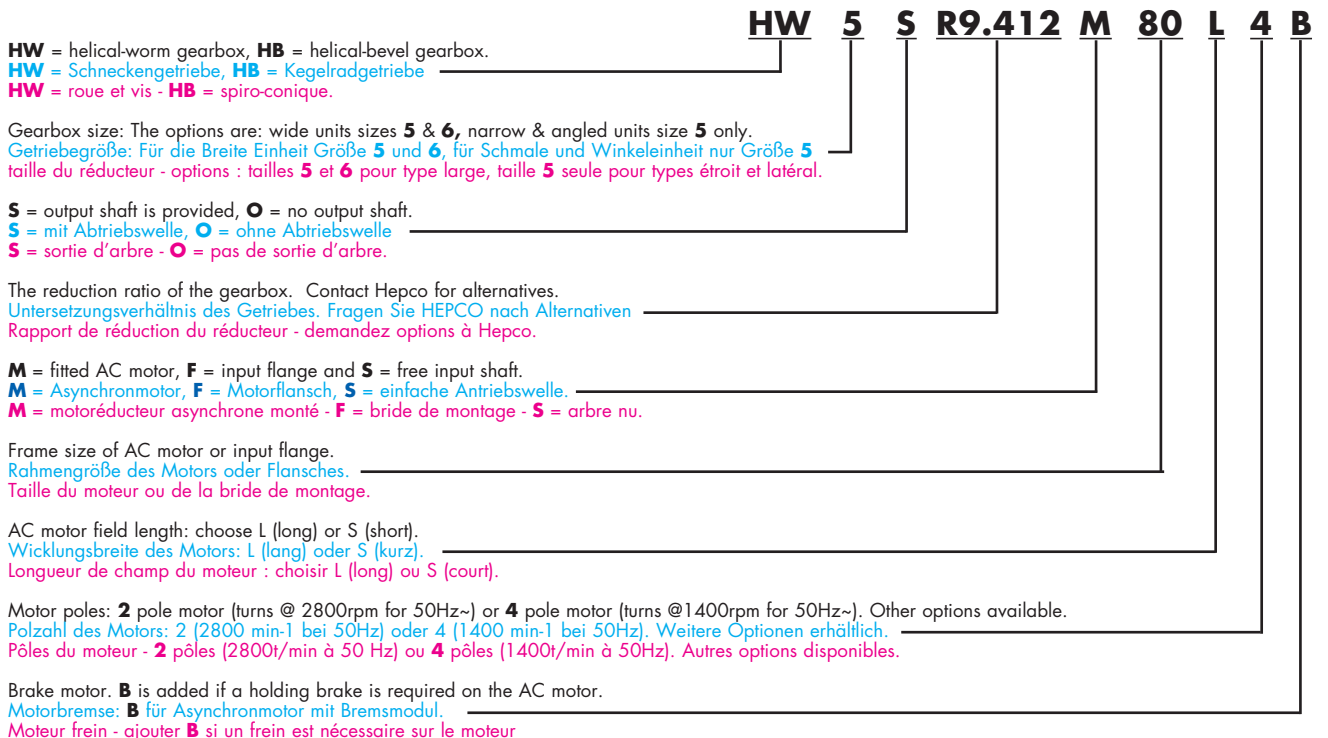 HW 5 S R9.412 M 80 L 4 B
HW = helical-worm gearbox, HB = helical-bevel gearbox.
HW = Schneckengetriebe, HB = Kegelradgetriebe
HW = roue et vis - HB = spiro-conique.
Gearbox size: The options are: wide units sizes 5 & 6, narrow & angled units size 5 only.
Getriebegröße: Für die Breite Einheit Größe 5 und 6, für Schmale und Winkeleinheit nur Größe 5
taille du réducteur - options : tailles 5 et 6 pour type large, taille 5 seule pour types étroit et latéral.
S = output shaft is provided, O = no output shaft.
S = mit Abtriebswelle, O = ohne Abtriebswelle
S = sortie d'arbre - O = pas de sortie d'arbre.
The reduction ratio of the gearbox. Contact Hepco for alternatives.
Untersetzungsverhältnis des Getriebes. Fragen Sie HEPCO nach Alternativen
Rapport de réduction du réducteur - demandez options à Hepco.
M = fitted AC motor, F = input flange and S = free input shaft.
M = Asynchronmotor, F = Motorflansch, S = einfache Antriebswelle.
M = motoréducteur asynchrone monté - F = bride de montage - S = arbre nu.
Frame size of AC motor or input flange.
Rahmengröße des Motors oder Flansches.
Taille du moteur ou de la bride de montage.
AC motor field length: choose L (long) or S (short).
Wicklungsbreite des Motors: L (lang) oder S (kurz).
Longueur de champ du moteur : choisir L (long) ou S (court).
Motor poles: 2 pole motor (turns @ 2800rpm for 50Hz~) or 4 pole motor (turns @1400rpm for 50Hz~). Other options available.
Polzahl des Motors: 2 (2800 min-1 bei 50Hz) oder 4 (1400 min-1 bei 50Hz). Weitere Optionen erhältlich.
Pôles du moteur - 2 pôles (2800t/min à 50 Hz) ou 4 pôles (1400t/min à 50Hz). Autres options disponibles.
Brake motor. B is added if a holding brake is required on the AC motor.
Motorbremse: B für Asynchronmotor mit Bremsmodul.
Moteur frein - ajouter B si un frein est nécessaire sur le moteur